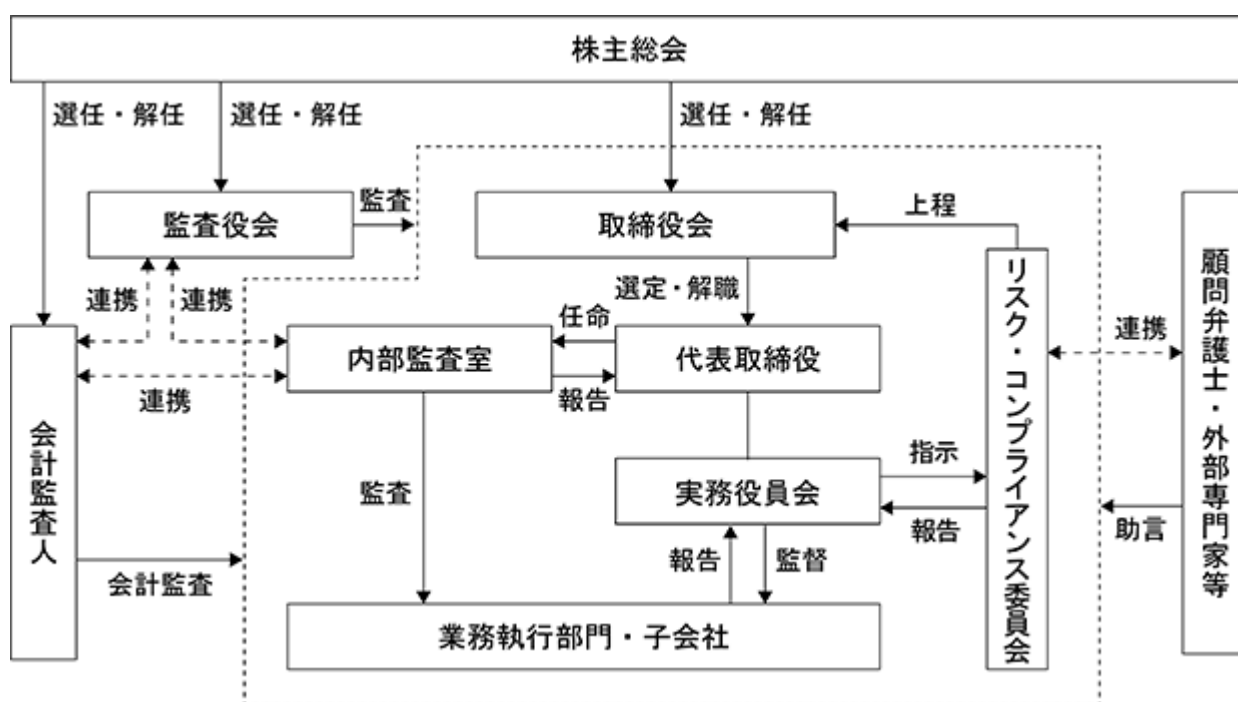 株主総会
選任・解任
選任・解任
選任・解任
監査役会
監査
取締役会
上程
連携
連携
選定・解職
任命
内部監査室
代表取締役
報告
連携
会計監査人
監査
実務役員会
指示
報告
リスク・コンプライアンス委員会
連携
顧問弁護士・外部専門家等
助言
会計監査
報告
監督
業務執行部門・子会社